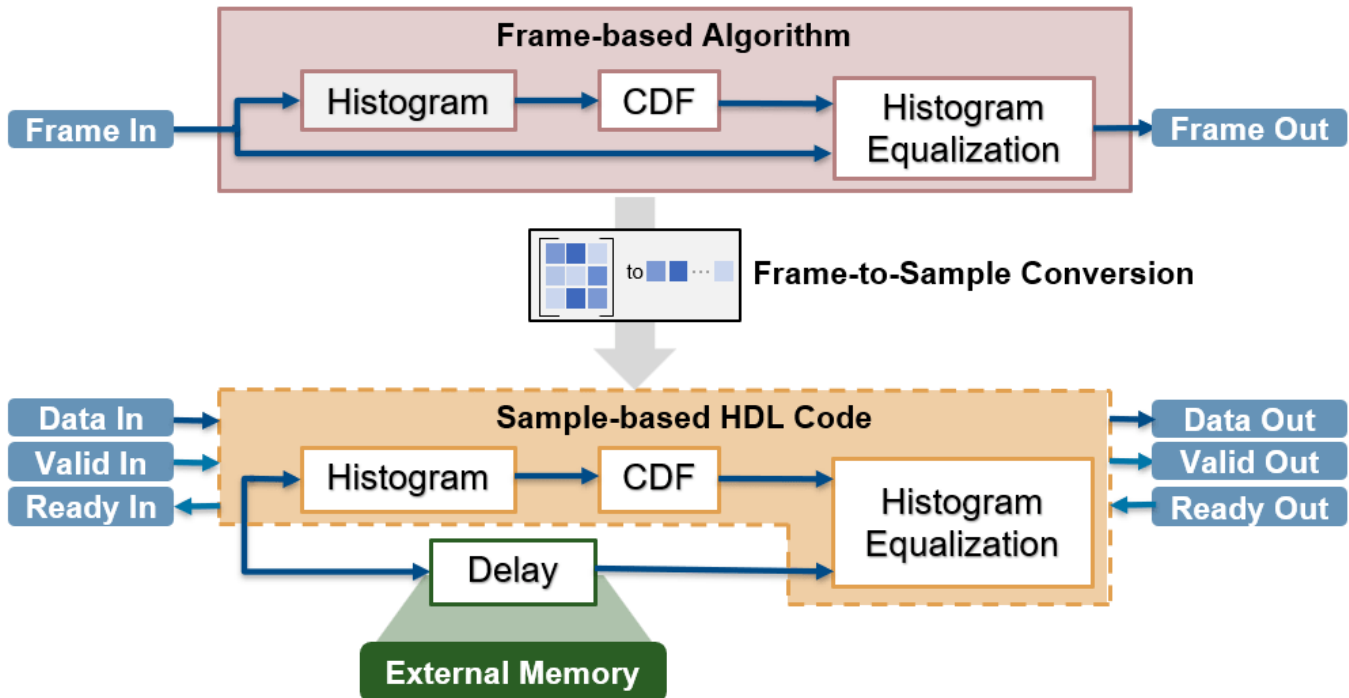 Frame-based Algorithm
Histogram
CDF
Histogram
Equalization
Frame In
Frame Out
to
...
Frame-to-Sample Conversion
Data In
Valid In
Ready In
Sample-based HDL Code
Histogram
CDF
Histogram
Equalization
Delay
External Memory
Data Out
Valid Out
Ready Out